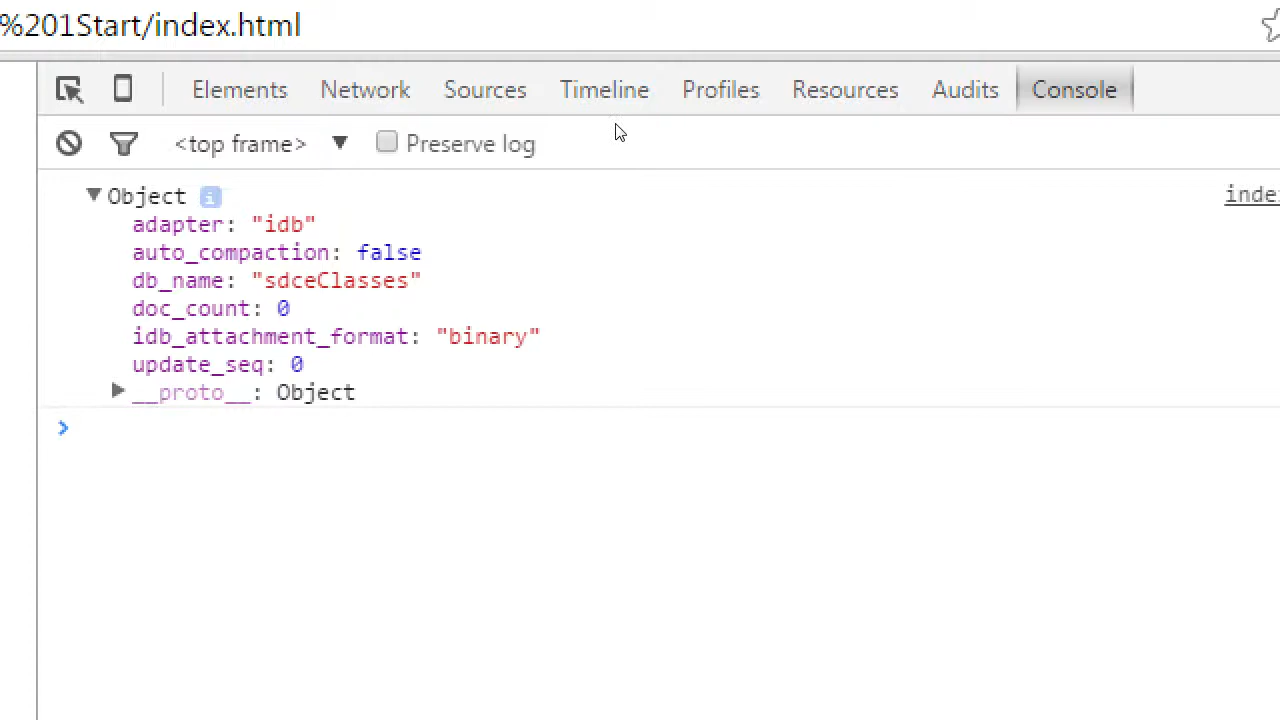 %201Start/index.html
Elements Network Sources Timeline Profiles Resources Audits Console
<top frame> ▼ Preserve log
▼ Object i
inde
adapter: "idb"
auto_compaction: false
db_name: "sdceClasses"
doc_count: 0
idb_attachment_format: "binary"
update_seq: 0
▶ __proto__: Object
>